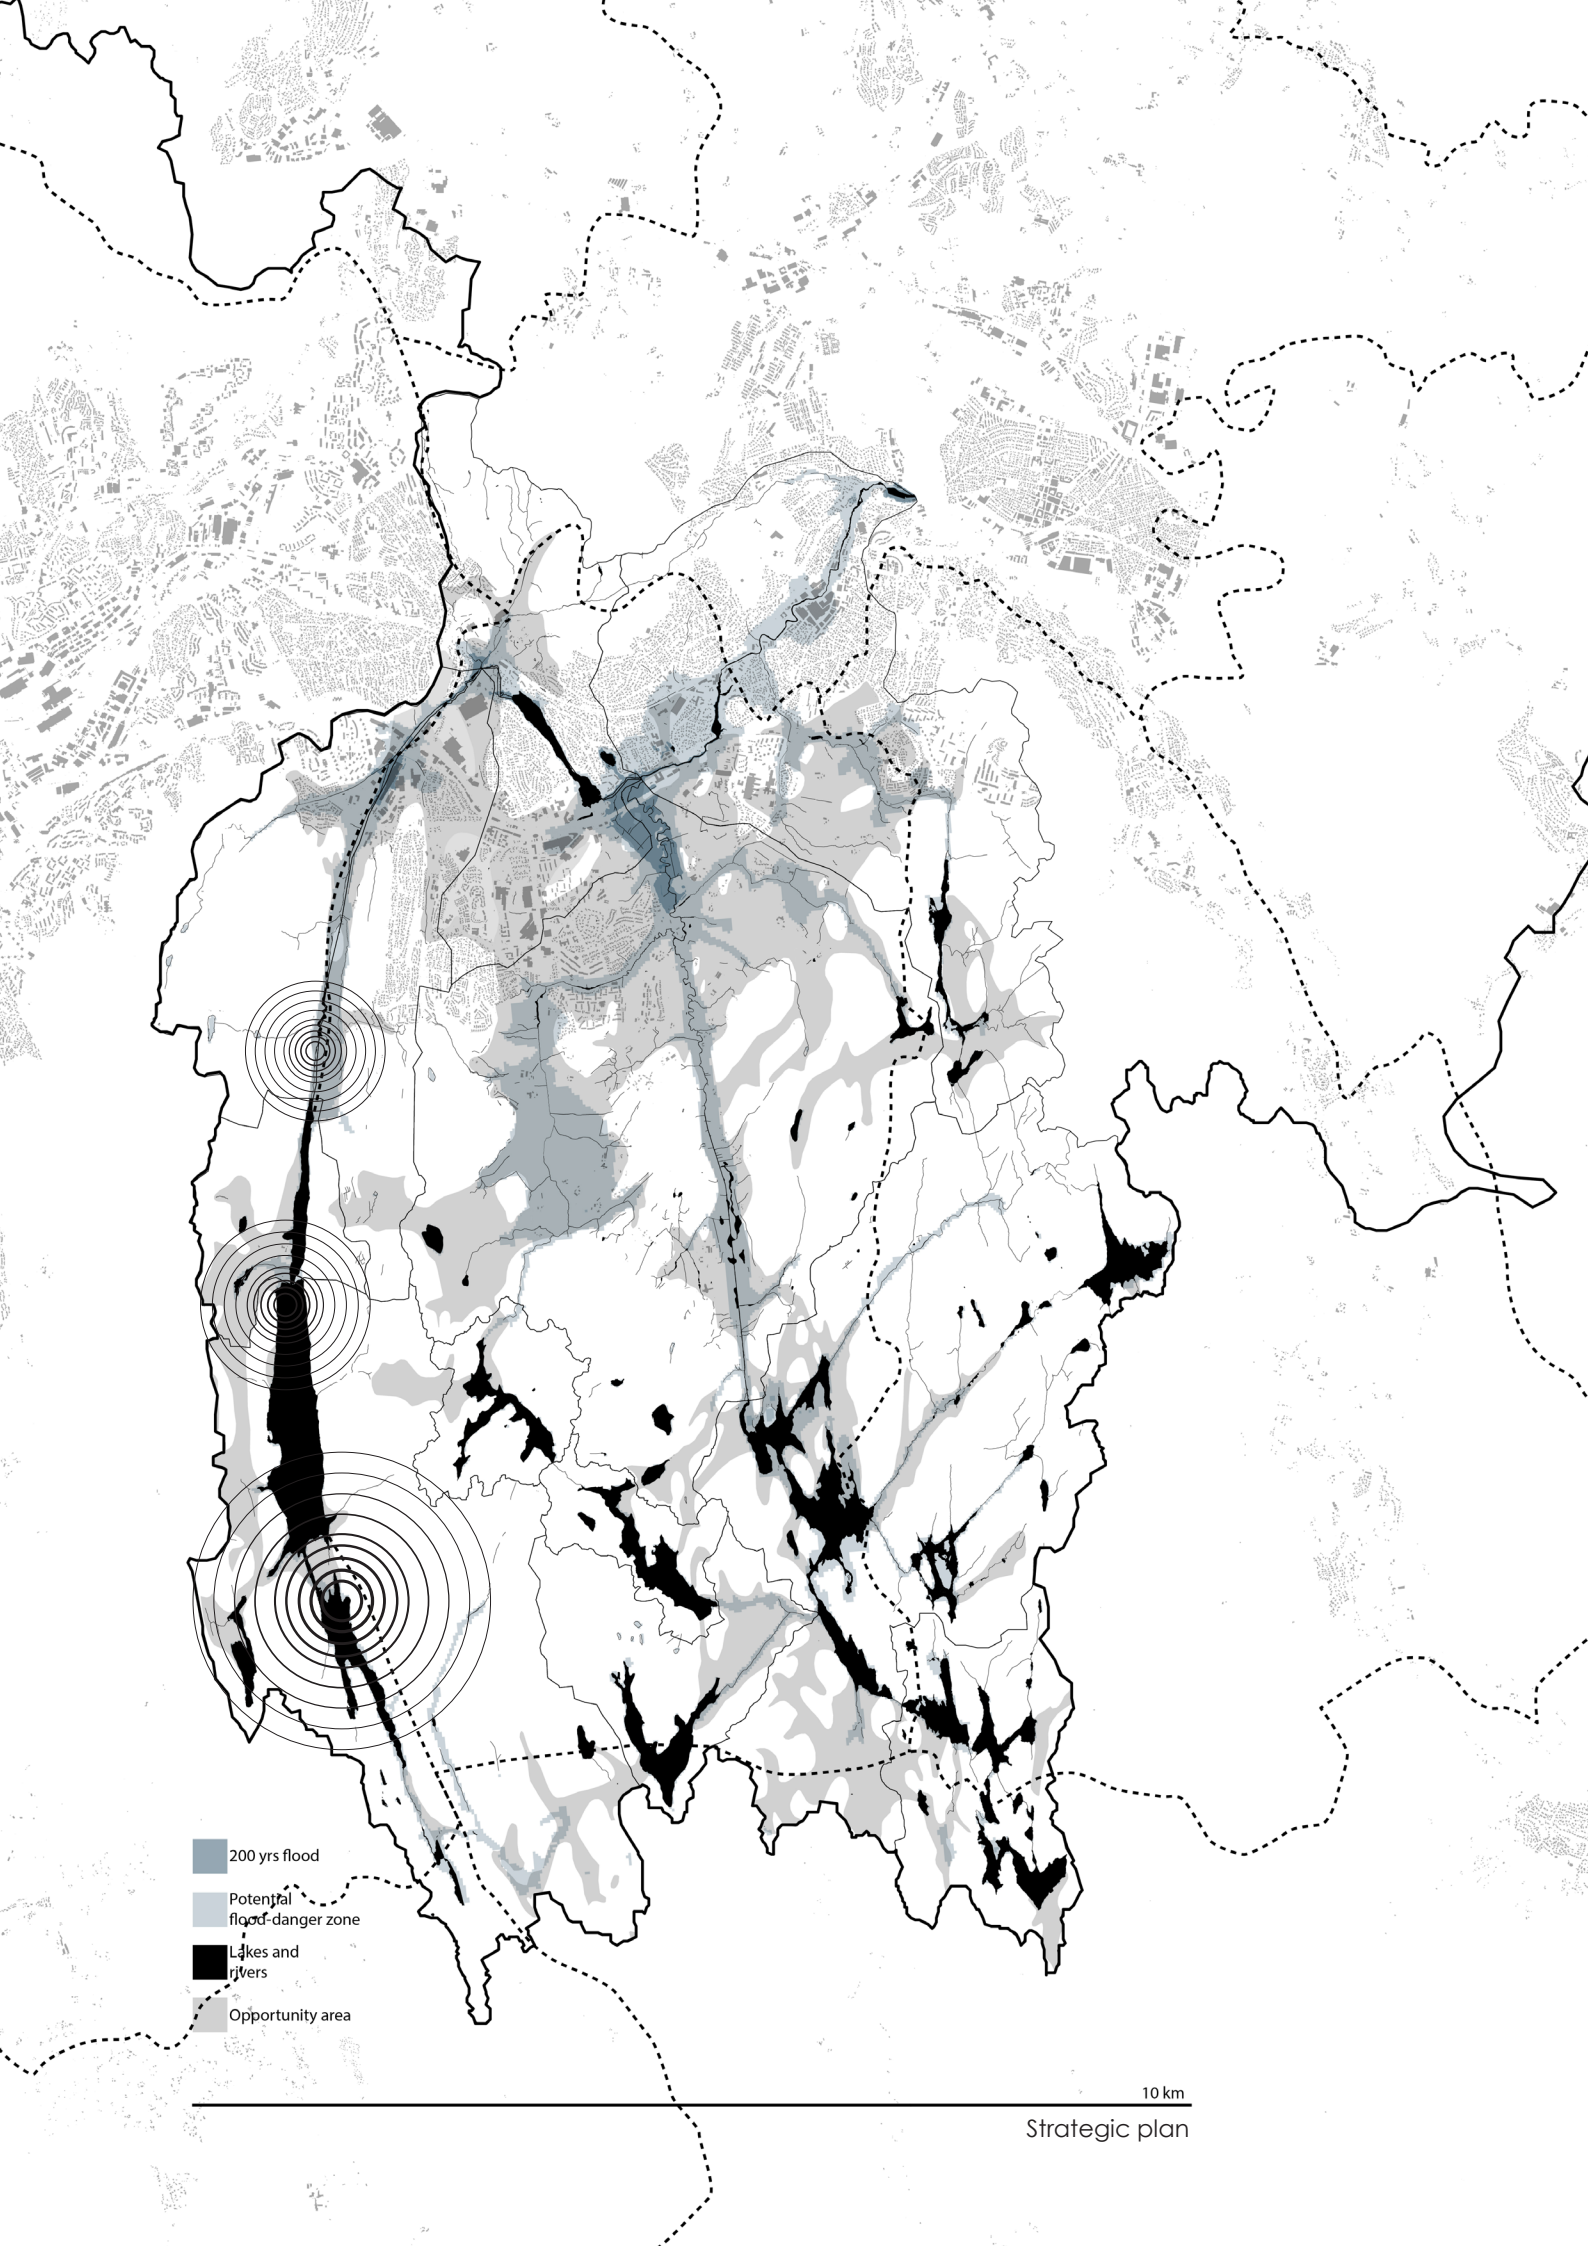 200 yrs flood
Potential
flood-danger zone
Lakes and
rivers
Opportunity area
10 km
Strategic plan